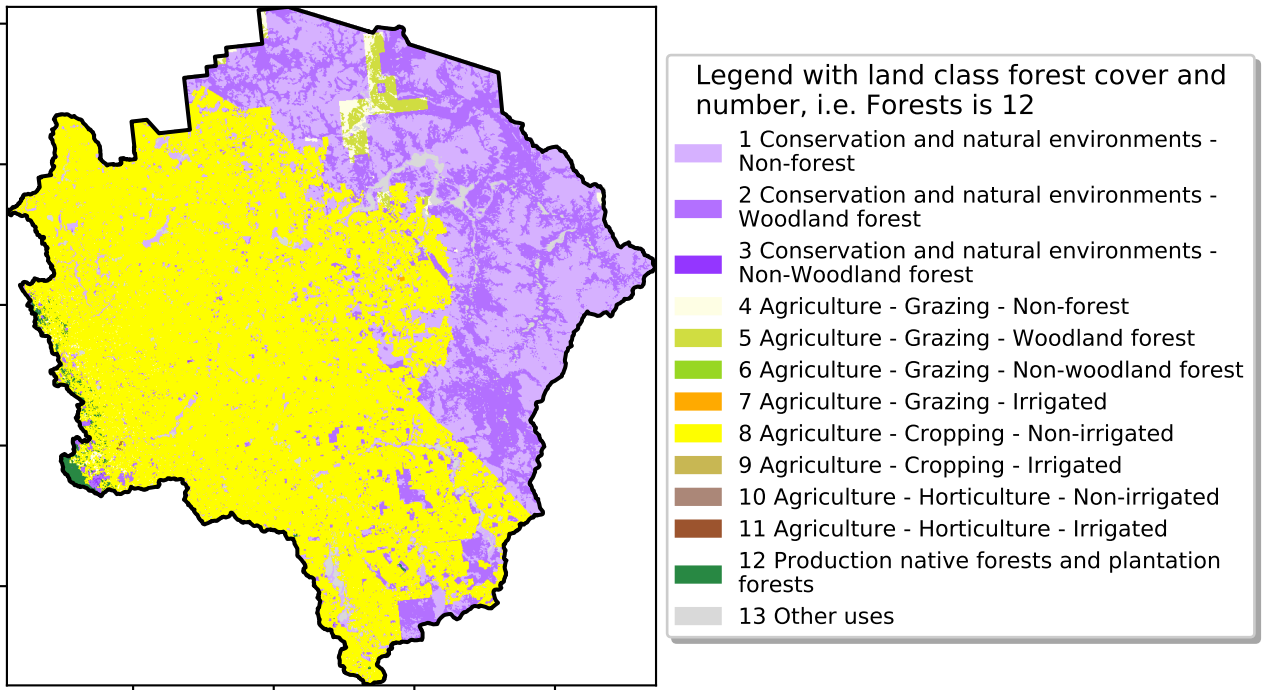 Legend with land class forest cover and
number, i.e. Forests is 12
1 Conservation and natural environments -
Non-forest
2 Conservation and natural environments -
Woodland forest
3 Conservation and natural environments -
Non-Woodland forest
4 Agriculture - Grazing - Non-forest
5 Agriculture - Grazing - Woodland forest
6 Agriculture - Grazing - Non-woodland forest
7 Agriculture - Grazing - Irrigated
8 Agriculture - Cropping - Non-irrigated
9 Agriculture - Cropping - Irrigated
10 Agriculture - Horticulture - Non-irrigated
11 Agriculture - Horticulture - Irrigated
12 Production native forests and plantation
forests
13 Other uses